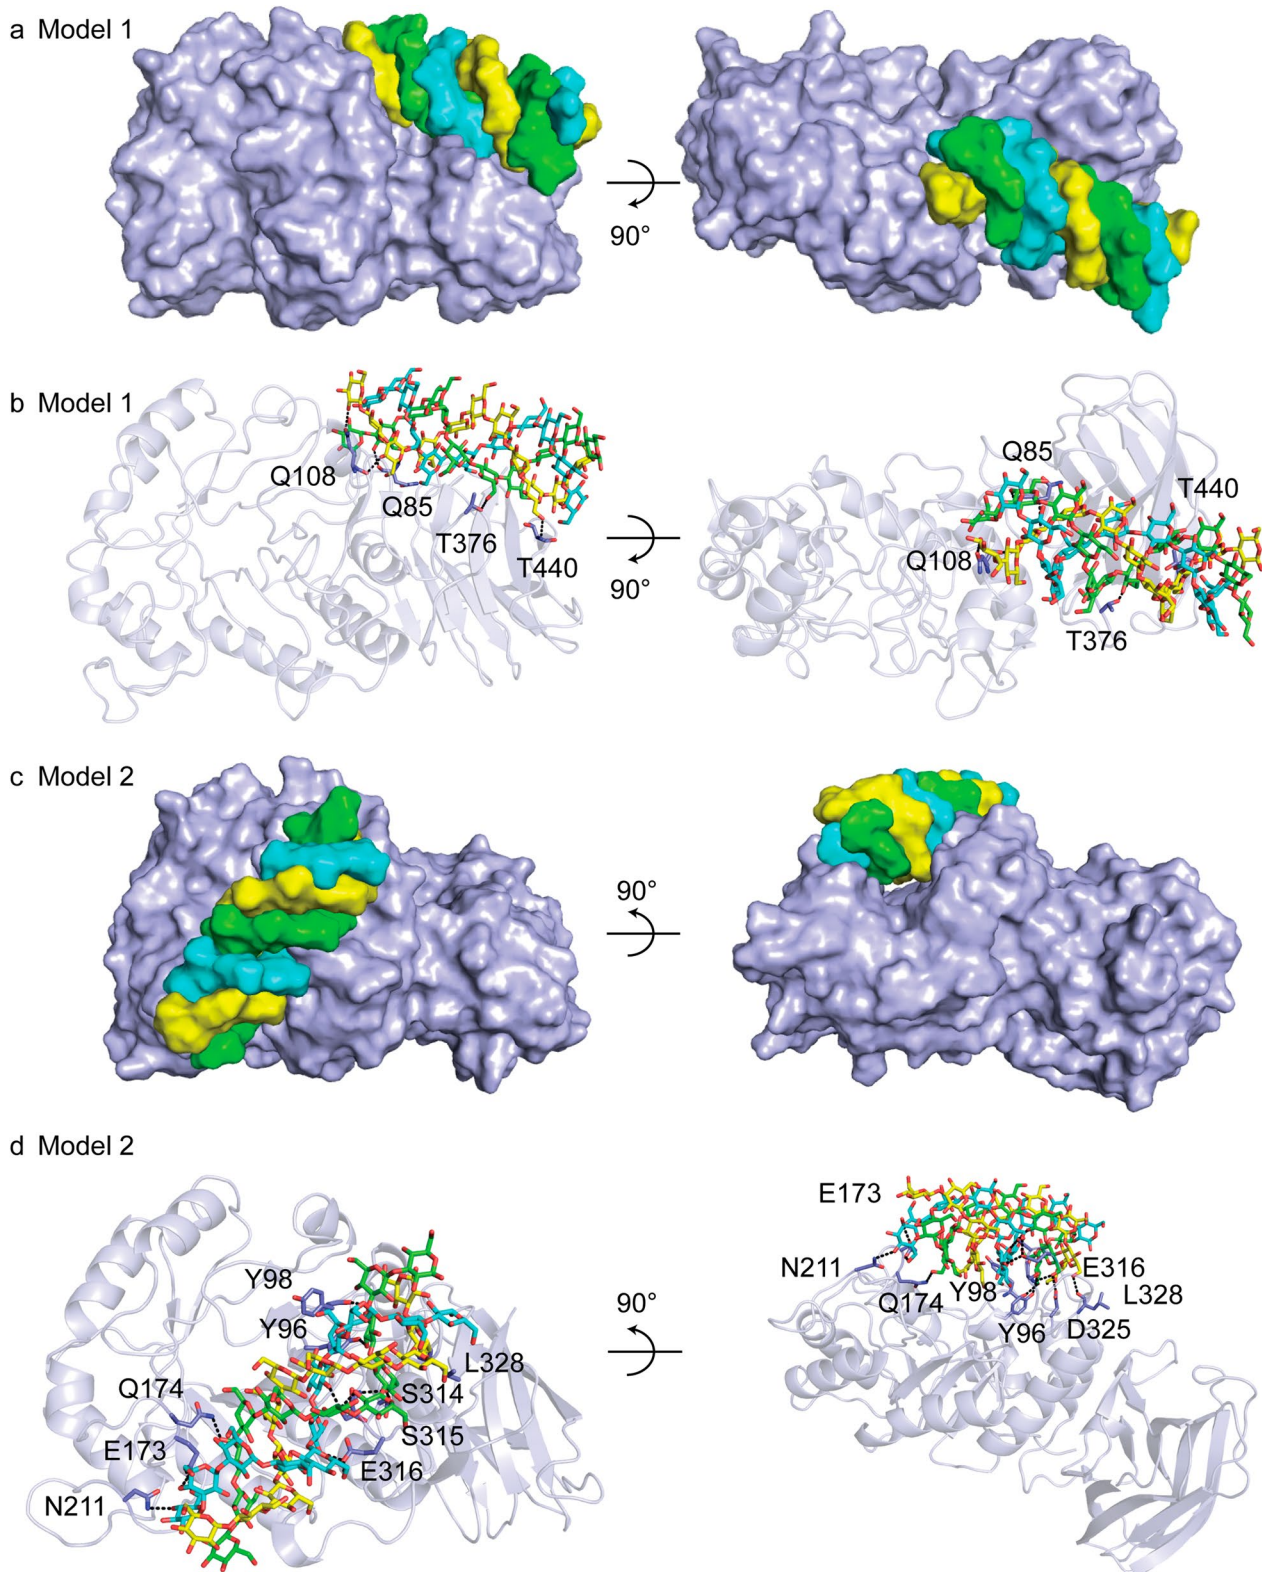 a Model 1
90°
b Model 1
Q108
Q85
T376
T440
90°
Q85
T440
Q108
T376
c Model 2
90°
d Model 2
Y98
Y96
Q174
L328
S314
E173
S315
E316
N211
90°
E173
N211
E316
Q174
Y98
L328
Y96
D325